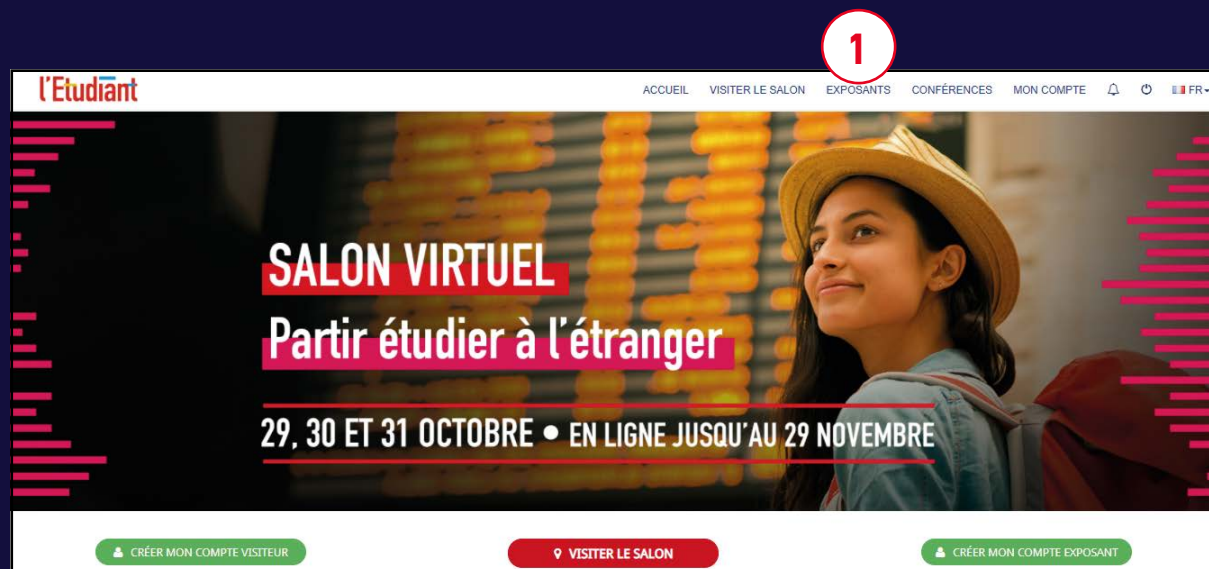 1
l'Etudiant
ACCUEIL VISITER LE SALON EXPOSANTS CONFÉRENCES MON COMPTE FR
SALON VIRTUEL
Partir étudier à l'étranger
29, 30 ET 31 OCTOBRE • EN LIGNE JUSQU'AU 29 NOVEMBRE
CRÉER MON COMPTE VISITEUR VISITER LE SALON CRÉER MON COMPTE EXPOSANT